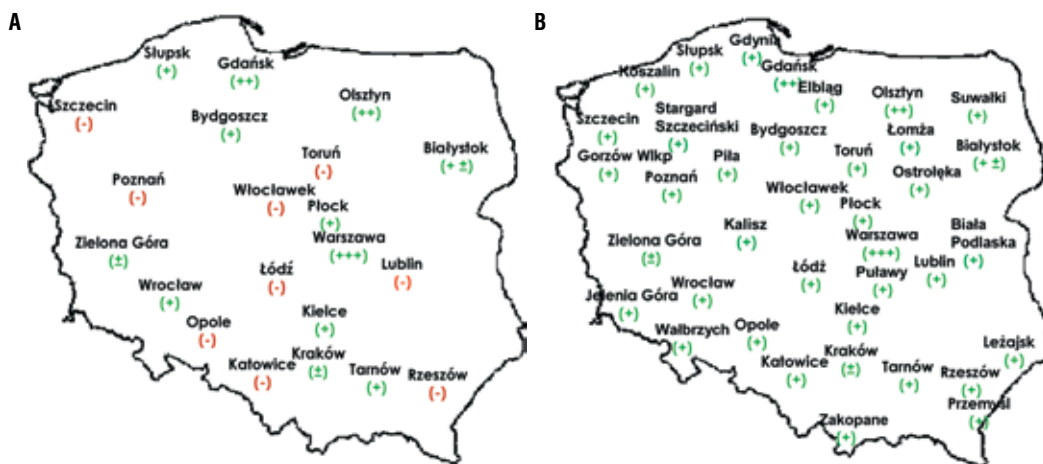 A
Słupsk
(+)
Gdańsk
(++)
Szczecin
(-)
Olsztyn
(++)
Bydgoszcz
(+)
Toruń
(-)
Białystok
(+ ±)
Poznań
(-)
Włocławek
(-)
Płock
(+)
Zielona Góra
(±)
Warszawa
(+++)
Łódź
(-)
Lublin
(-)
Wrocław
(+)
Opole
(-)
Kielce
(+)
Katowice
(-)
Kraków
(±)
Tarnów
(+)
Rzeszów
(-)
B
Słupsk
(+)
Gdynia
(+)
Gdańsk
(++)
Koszalin
(+)
Elbląg
(+)
Olsztyn
(++)
Suwałki
(+)
Szczecin
(+)
Stargard
Szczeciński
(+)
Bydgoszcz
(+)
Łomża
(+)
Toruń
(+)
Białystok
(+ ±)
Gorzów Wlkp
(+)
Poznań
(+)
Piła
(+)
Ostrołęka
(+)
Włocławek
(+)
Płock
(+)
Kalisz
(+)
Zielona Góra
(±)
Warszawa
(+++)
Biała
Podlaska
(+)
Łódź
(+)
Puławy
(+)
Lublin
(+)
Jelenia Góra
(+)
Wrocław
(+)
Kielce
(+)
Wałbrzych
(+)
Opole
(+)
Katowice
(+)
Kraków
(±)
Tarnów
(+)
Leżajsk
(+)
Rzeszów
(+)
Przemyśl
(+)
Zakopane
(+)